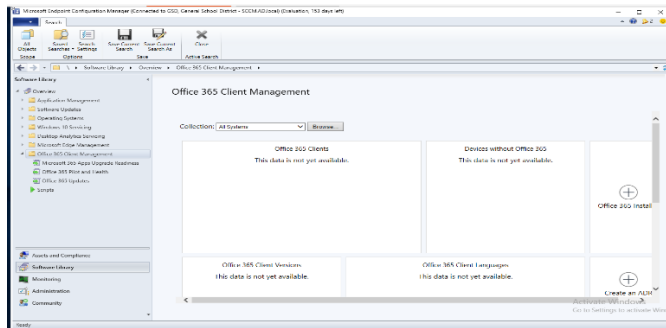 Microsoft Endpoint Configuration Manager (Connected to GSD, General School District - SCCM.AD.local) (Evaluation, 153 days left)
Search
All Objects
Saved Searches
Search Settings
Save Current Search
Save Current Search As
Close
Scope
Options
Save
Active Search
\ Software Library Overview Office 365 Client Management
Software Library
Overview
Application Management
Software Updates
Operating Systems
Windows 10 Servicing
Desktop Analytics Servicing
Microsoft Edge Management
Office 365 Client Management
Microsoft 365 Apps Upgrade Readiness
Office 365 Pilot and Health
Office 365 Updates
Scripts
Assets and Compliance
Software Library
Monitoring
Administration
Community
Ready
Office 365 Client Management
Collection: All Systems Browse...
Office 365 Clients
This data is not yet available.
Devices without Office 365
This data is not yet available.
Office 365 Install
Office 365 Client Versions
This data is not yet available.
Office 365 Client Languages
This data is not yet available.
Create an ADR
Activate Windows
Go to Settings to activate Win